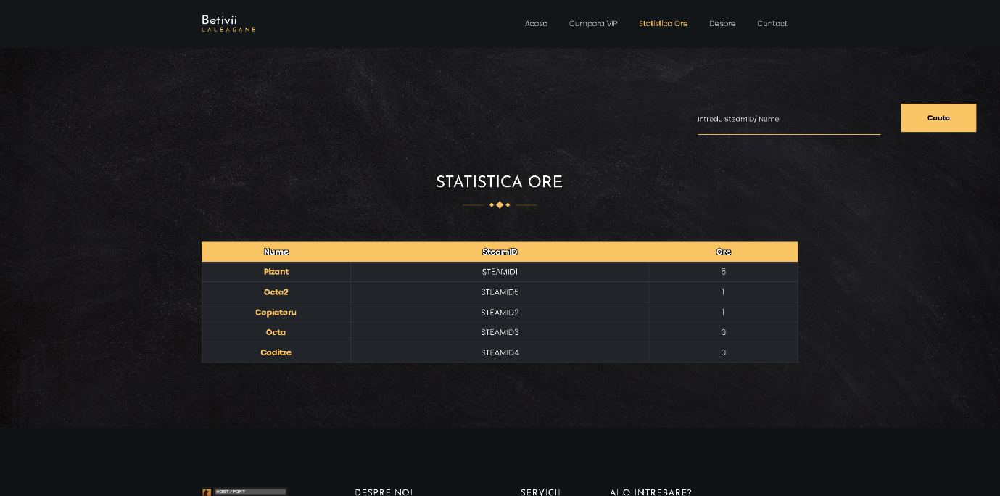 Betivii
LALEAGANE
Acasa Cumpara VIP Statistica Ore Despre Contact
Introdu SteamID/ Nume
Cauta
STATISTICA ORE
Nume SteamID Ore
Pizant STEAMID1 5
Octa2 STEAMID5 1
Copiatoru STEAMID2 1
Octa STEAMID3 0
Coditze STEAMID4 0
HOST/PORT
DESPRE NOI SERVICII AI O INTREBARE?